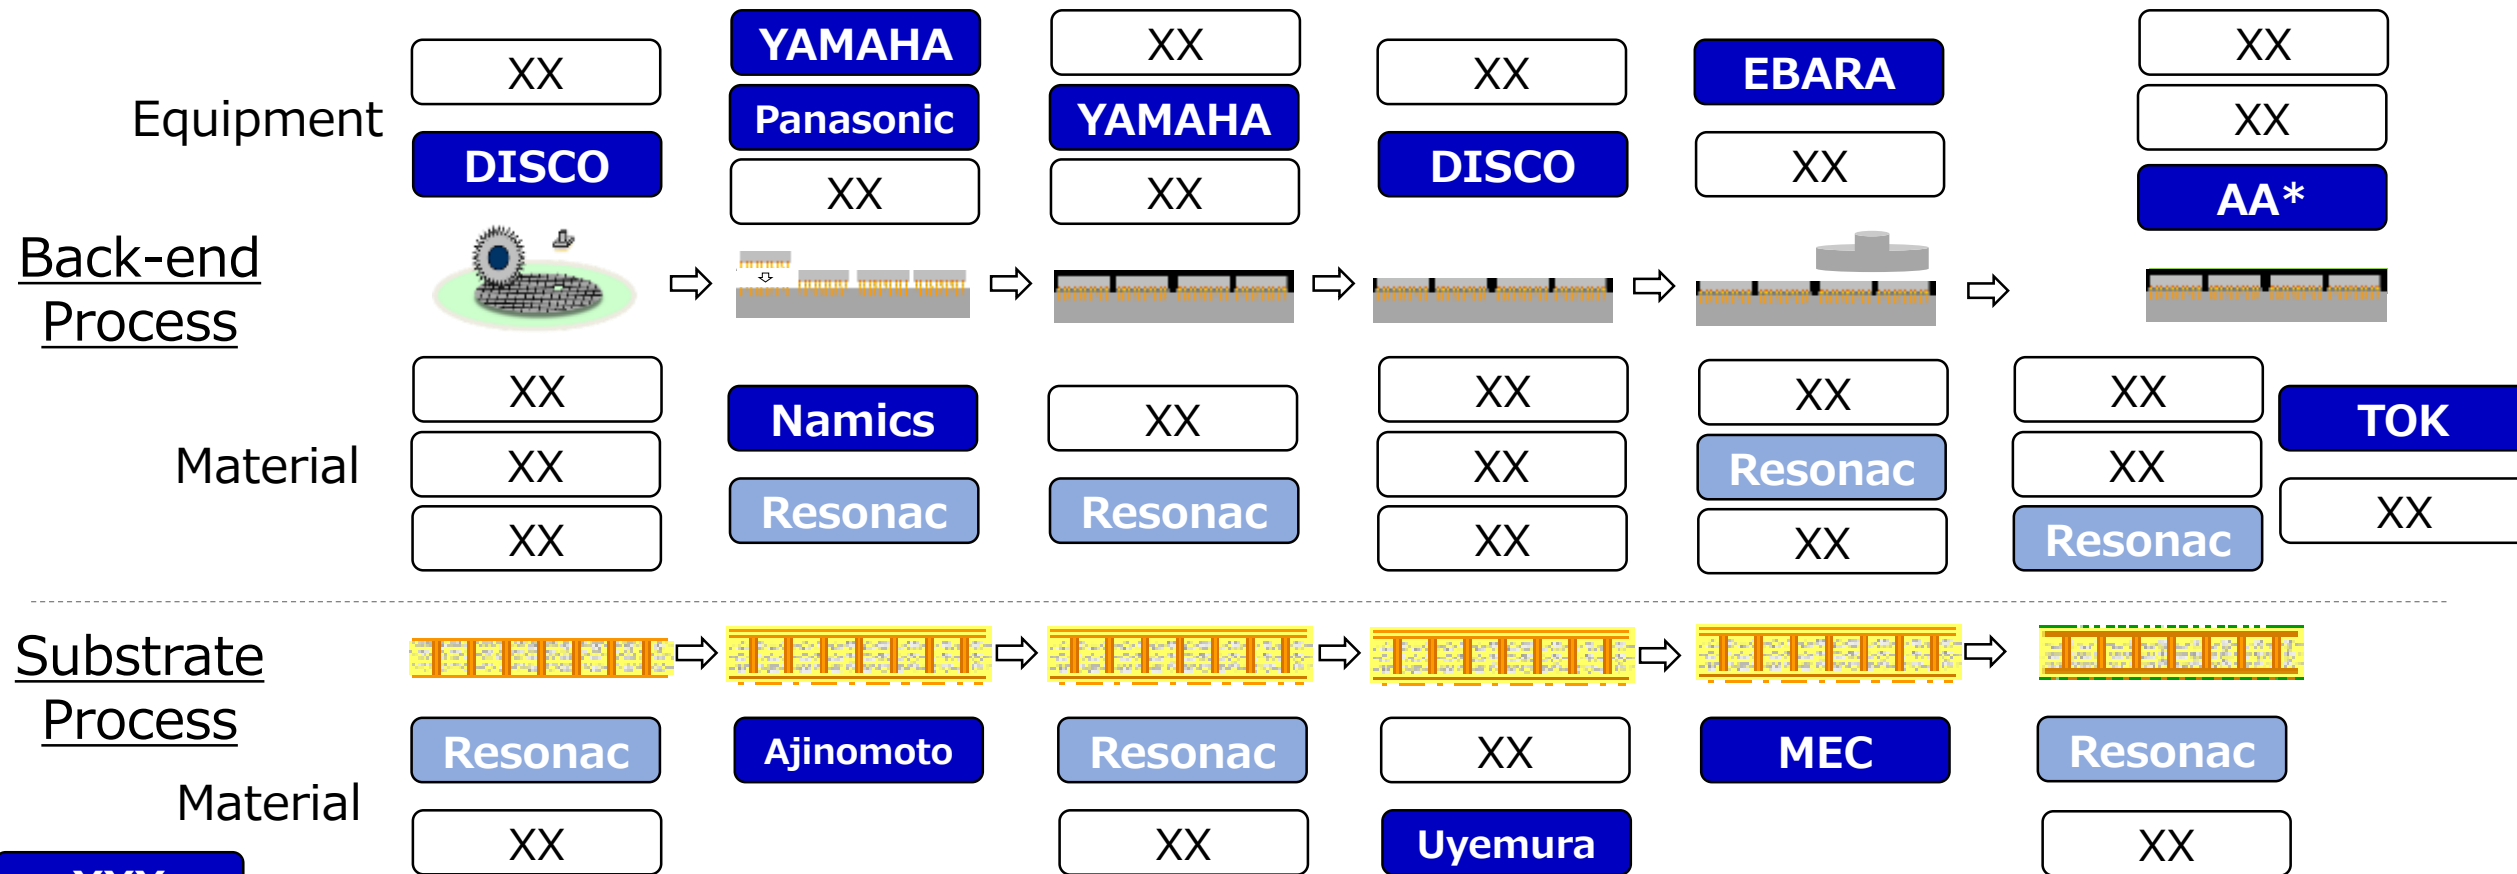 Equipment
XX
DISCO
YAMAHA
Panasonic
XX
XX
YAMAHA
XX
XX
DISCO
EBARA
XX
XX
XX
AA*
Back-end
Process
Material
XX
XX
XX
Namics
Resonac
XX
Resonac
XX
XX
XX
XX
Resonac
XX
XX
XX
Resonac
TOK
XX
Substrate
Process
Material
Resonac
XX
Ajinomoto
Resonac
XX
XX
Uyemura
MEC
Resonac
XX